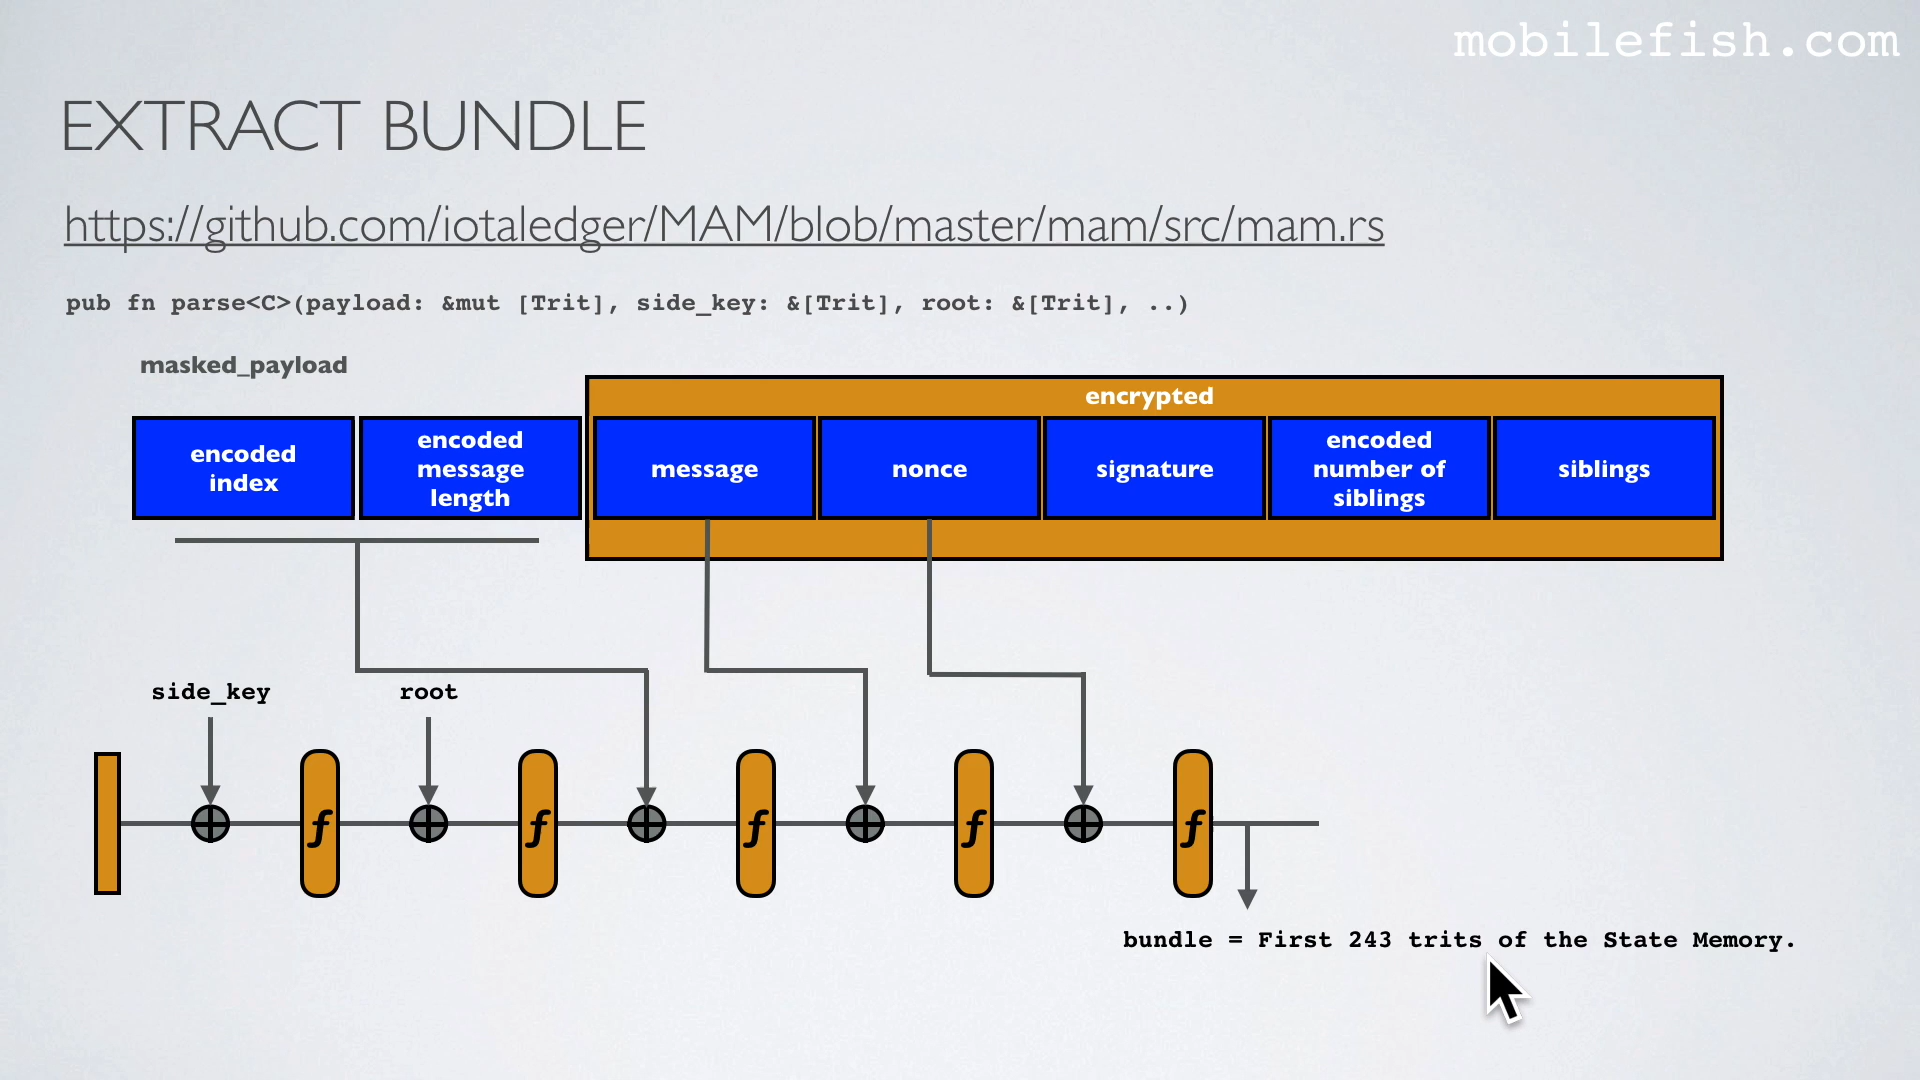 mobilefish.com
EXTRACT BUNDLE
https://github.com/iotaledger/MAM/blob/master/mam/src/mam.rs
pub fn parse<C>(payload: &mut [Trit], side_key: &[Trit], root: &[Trit], ..)
masked_payload
encrypted
encoded
index
encoded
message
length
message
nonce
signature
encoded
number of
siblings
siblings
side_key
root
f
f
f
f
f
bundle = First 243 trits of the State Memory.